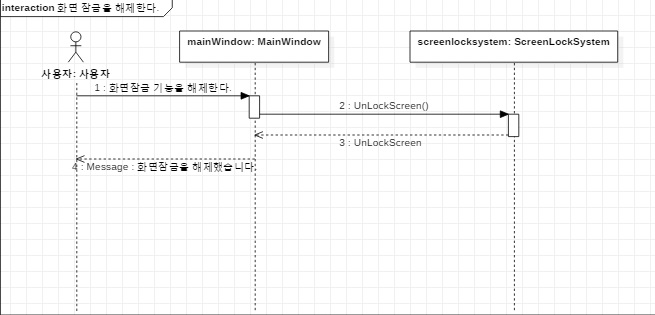 interaction 화면 잠금을 해제한다.
mainWindow: MainWindow
screenlocksystem: ScreenLockSystem
사용자: 사용자
1 : 화면잠금 기능을 해제한다.
2 : UnLockScreen()
3 : UnLockScreen
4 : Message : 화면잠금을 해제했습니다